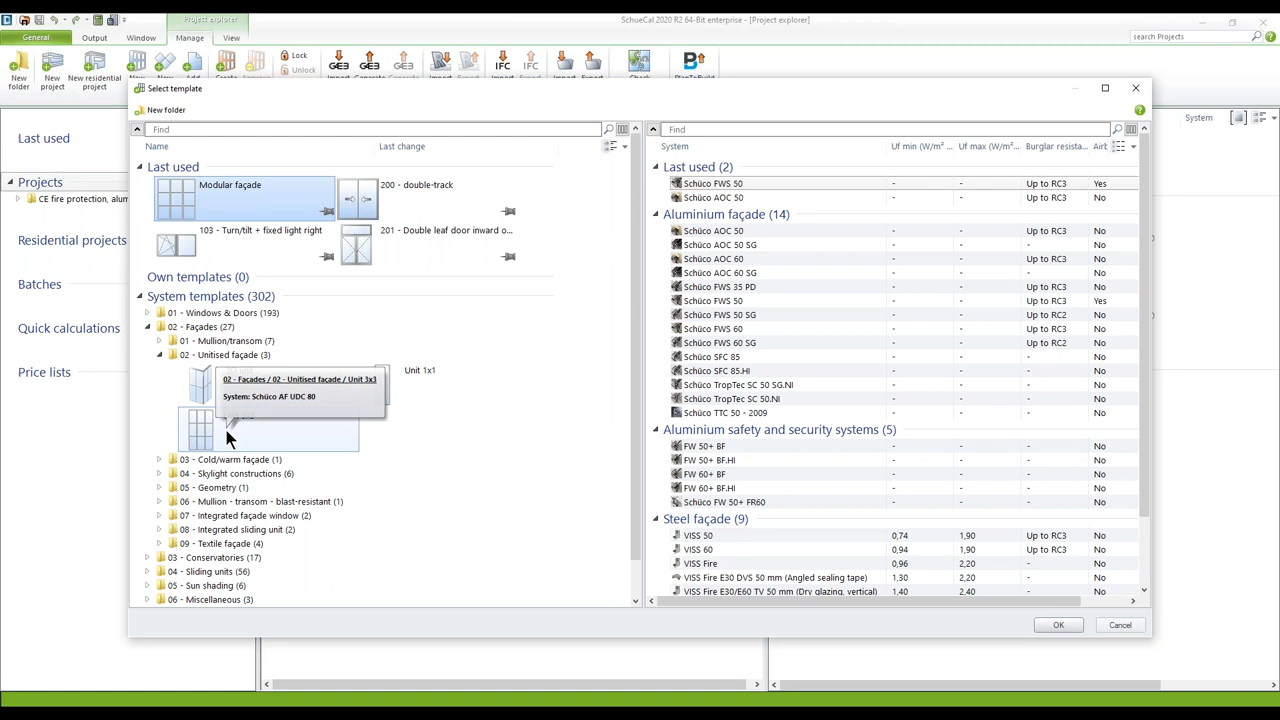 Project explorer
SchueCal 2020 R2 64-Bit enterprise - [Project explorer]
General
Output
Window
Manage
View
search Projects
Lock
Unlock
New folder
New project
New residential project
GE3
GE3
GE3
IFC
IFC
Select template
New folder
Find
Name
Last change
Last used
Modular façade
200 - double-track
103 - Turn/tilt + fixed light right
201 - Double leaf door inward o...
Own templates (0)
System templates (302)
01 - Windows & Doors (193)
02 - Façades (27)
01 - Mullion/transom (7)
02 - Unitised façade (3)
Unit 1x1
02 - Facades / 02 - Unitised facade / Unit 3x3
System: Schüco AF UDC 80
03 - Cold/warm façade (1)
04 - Skylight constructions (6)
05 - Geometry (1)
06 - Mullion - transom - blast-resistant (1)
07 - Integrated façade window (2)
08 - Integrated sliding unit (2)
09 - Textile façade (4)
03 - Conservatories (17)
04 - Sliding units (56)
05 - Sun shading (6)
06 - Miscellaneous (3)
Find
System
Uf min (W/m² ...
Uf max (W/m²...
Burglar resista...
Last used (2)
Schüco FWS 50 - - Up to RC3 Yes
Schüco AOC 50 - - Up to RC3 No
Aluminium façade (14)
Schüco AOC 50 - - Up to RC3 No
Schüco AOC 50 SG - - - No
Schüco AOC 60 - - Up to RC3 No
Schüco AOC 60 SG - - - No
Schüco FWS 35 PD - - Up to RC3 No
Schüco FWS 50 - - Up to RC3 Yes
Schüco FWS 50 SG - - Up to RC2 No
Schüco FWS 60 - - Up to RC3 No
Schüco FWS 60 SG - - Up to RC2 No
Schüco SFC 85 - - - No
Schüco SFC 85.HI - - - No
Schüco TropTec SC 50 SG.NI - - - No
Schüco TropTec SC 50.NI - - - No
Schüco TTC 50 - 2009 - - - No
Aluminium safety and security systems (5)
FW 50+ BF - - - No
FW 50+ BF.HI - - - No
FW 60+ BF - - - No
FW 60+ BF.HI - - - No
Schüco FW 50+ FR60 - - - No
Steel façade (9)
VISS 50 0,74 1,90 Up to RC3 No
VISS 60 0,94 1,90 Up to RC3 No
VISS Fire 0,96 2,20 - No
VISS Fire E30 DVS 50 mm (Angled sealing tape) 1,30 2,20 - No
VISS Fire E30/E60 TV 50 mm (Dry glazing, vertical) 1,40 2,40 - No
OK
Cancel
Last used
Projects
CE fire protection, alum
Residential projects
Batches
Quick calculations
Price lists
System